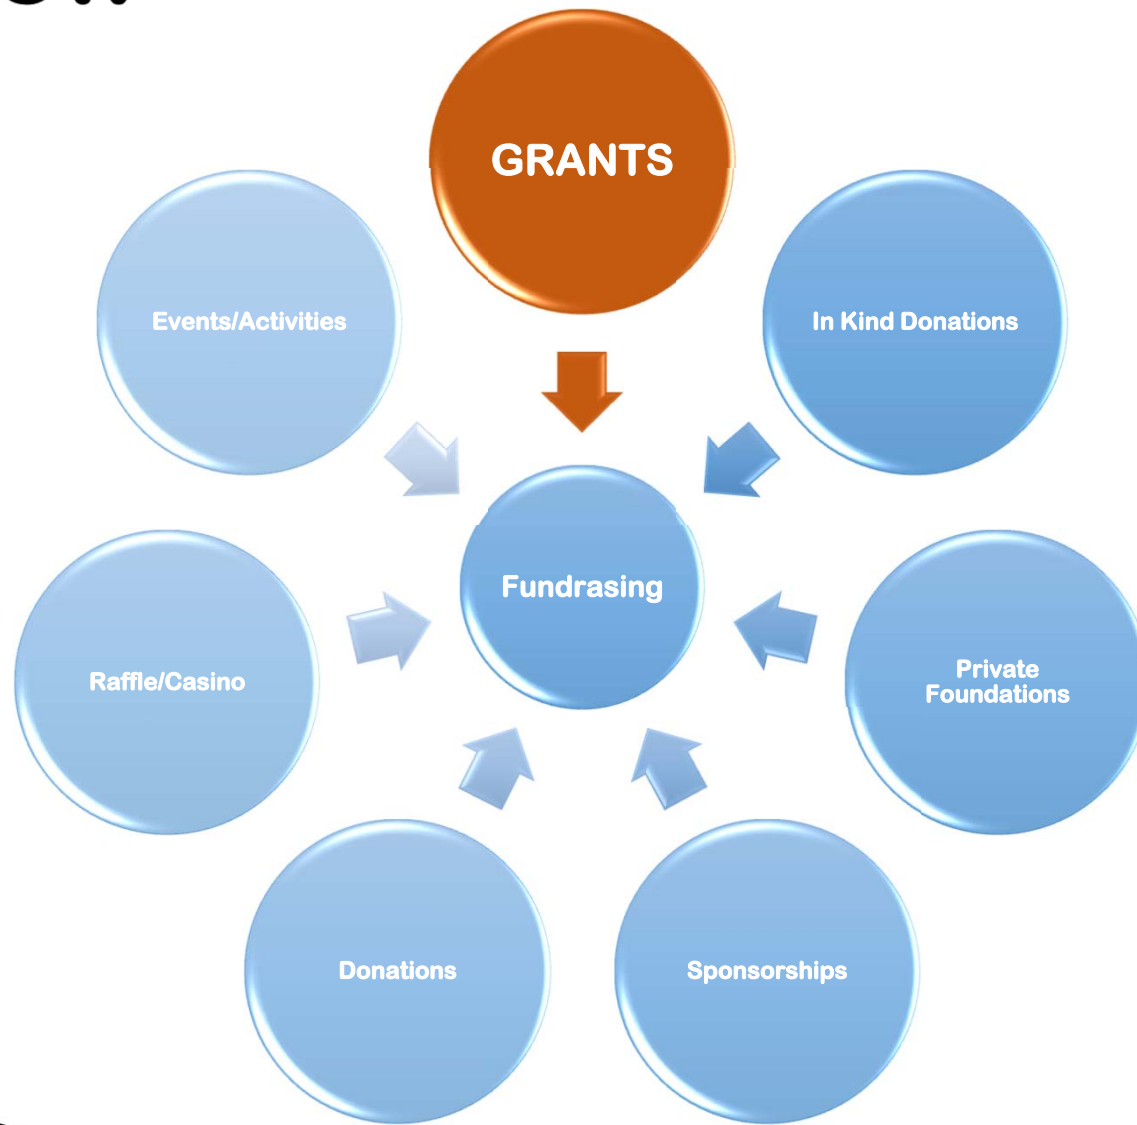 GRANTS
Events/Activities
In Kind Donations
Fundrasing
Raffle/Casino
Private
Foundations
Donations
Sponsorships